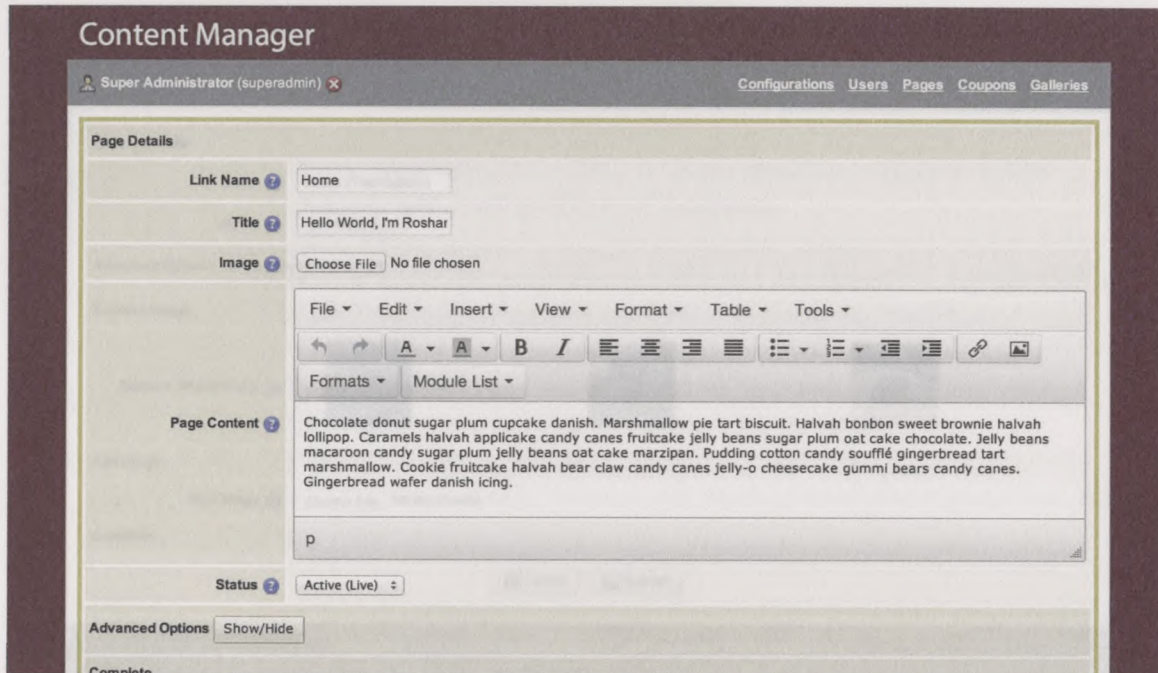 Content Manager
Super Administrator (superadmin)
Configurations Users Pages Coupons Galleries
Page Details
Link Name ? Home
Title ? Hello World, I'm Roshar
Image ? Choose File No file chosen
File Edit Insert View Format Table Tools
A A B I
Formats Module List
Page Content ?
Chocolate donut sugar plum cupcake danish. Marshmallow pie tart biscuit. Halvah bonbon sweet brownie halvah
lollipop. Caramels halvah applicake candy canes fruitcake jelly beans sugar plum oat cake chocolate. Jelly beans
macaroon candy sugar plum jelly beans oat cake marzipan. Pudding cotton candy soufflé gingerbread tart
marshmallow. Cookie fruitcake halvah bear claw candy canes jelly-o cheesecake gummi bears candy canes.
Gingerbread wafer danish icing.
p
Status ? Active (Live)
Advanced Options Show/Hide
Complete